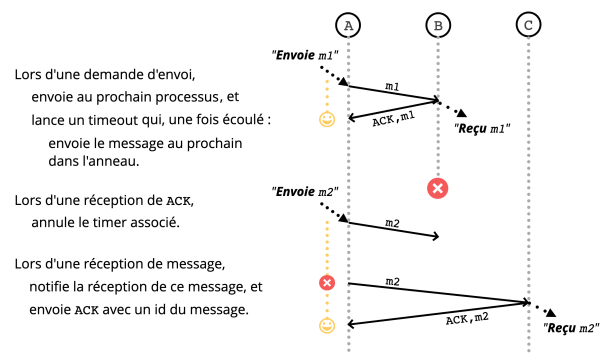 A B C
"Envoie m1"
Lors d'une demande d'envoi,
envoie au prochain processus, et
lance un timeout qui, une fois écoulé :
envoie le message au prochain
dans l'anneau.
m1
ACK,m1
"Reçu m1"
"Envoie m2"
Lors d'une réception de ACK,
annule le timer associé.
m2
Lors d'une réception de message,
notifie la réception de ce message, et
envoie ACK avec un id du message.
m2
ACK,m2
"Reçu m2"